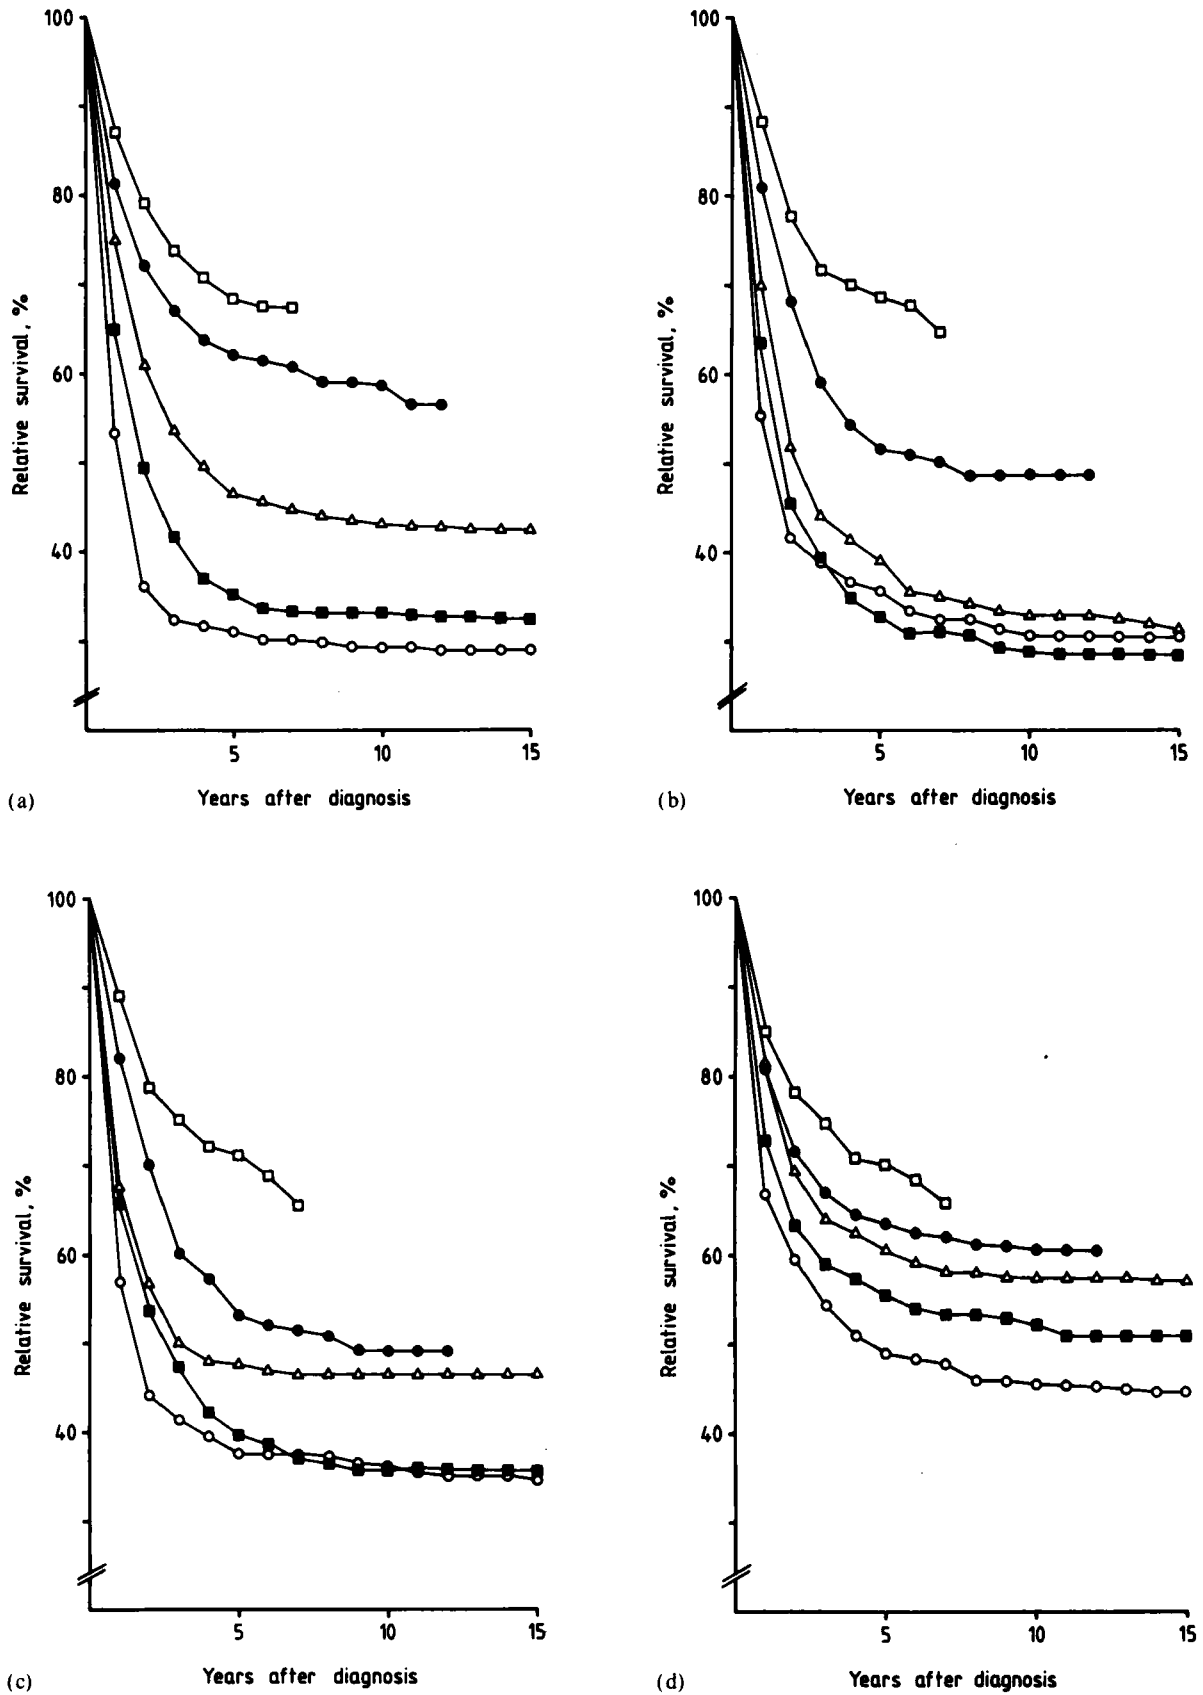 100
80
60
40
Relative survival, %
5 10 15
(a) Years after diagnosis
100
80
60
40
Relative survival, %
5 10 15
(b) Years after diagnosis
100
80
60
40
Relative survival, %
5 10 15
(c) Years after diagnosis
100
80
60
40
Relative survival, %
5 10 15
(d) Years after diagnosis